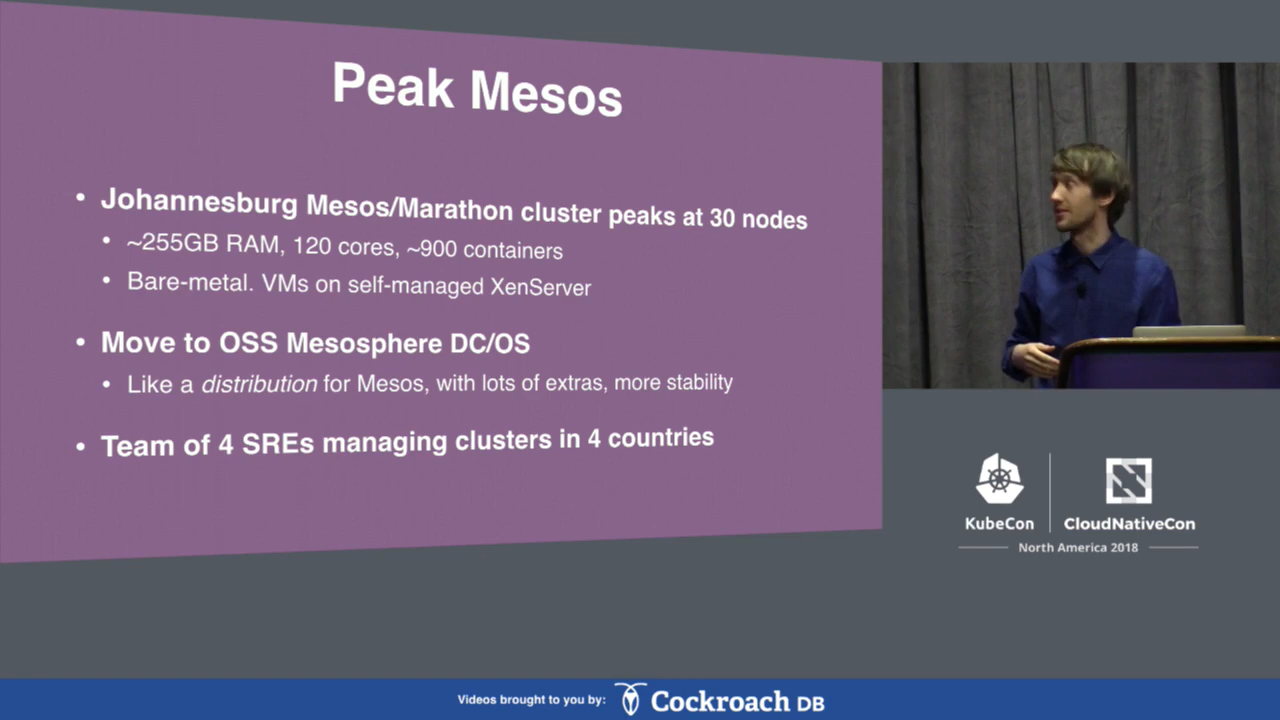 Peak Mesos
• Johannesburg Mesos/Marathon cluster peaks at 30 nodes
• ~255GB RAM, 120 cores, ~900 containers
• Bare-metal. VMs on self-managed XenServer
• Move to OSS Mesosphere DC/OS
• Like a distribution for Mesos, with lots of extras, more stability
• Team of 4 SREs managing clusters in 4 countries
KubeCon
CloudNativeCon
North America 2018
Videos brought to you by:
Cockroach DB